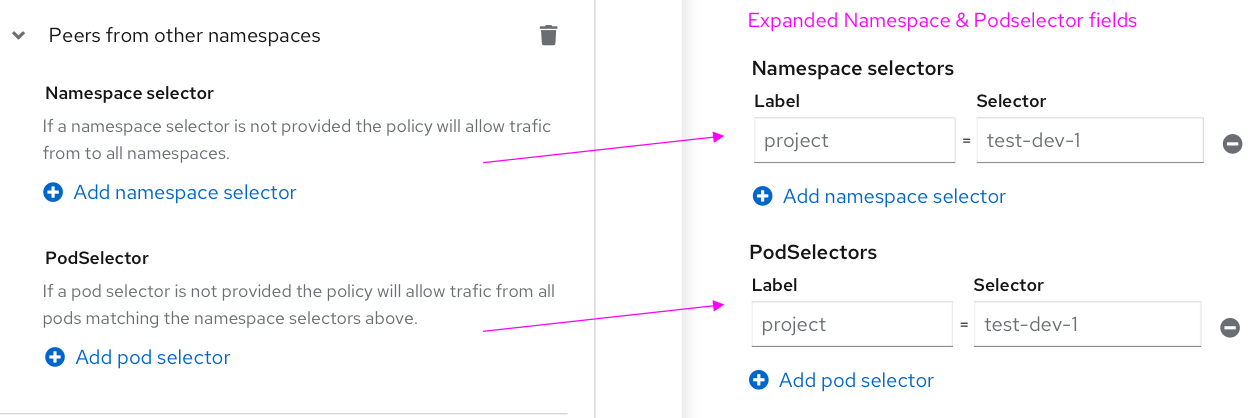 Peers from other namespaces
Namespace selector
If a namespace selector is not provided the policy will allow trafic
from to all namespaces.
Add namespace selector
PodSelector
If a pod selector is not provided the policy will allow trafic from all
pods matching the namespace selectors above.
Add pod selector
Expanded Namespace & Podselector fields
Namespace selectors
Label Selector
project = test-dev-1
Add namespace selector
PodSelectors
Label Selector
project = test-dev-1
Add pod selector